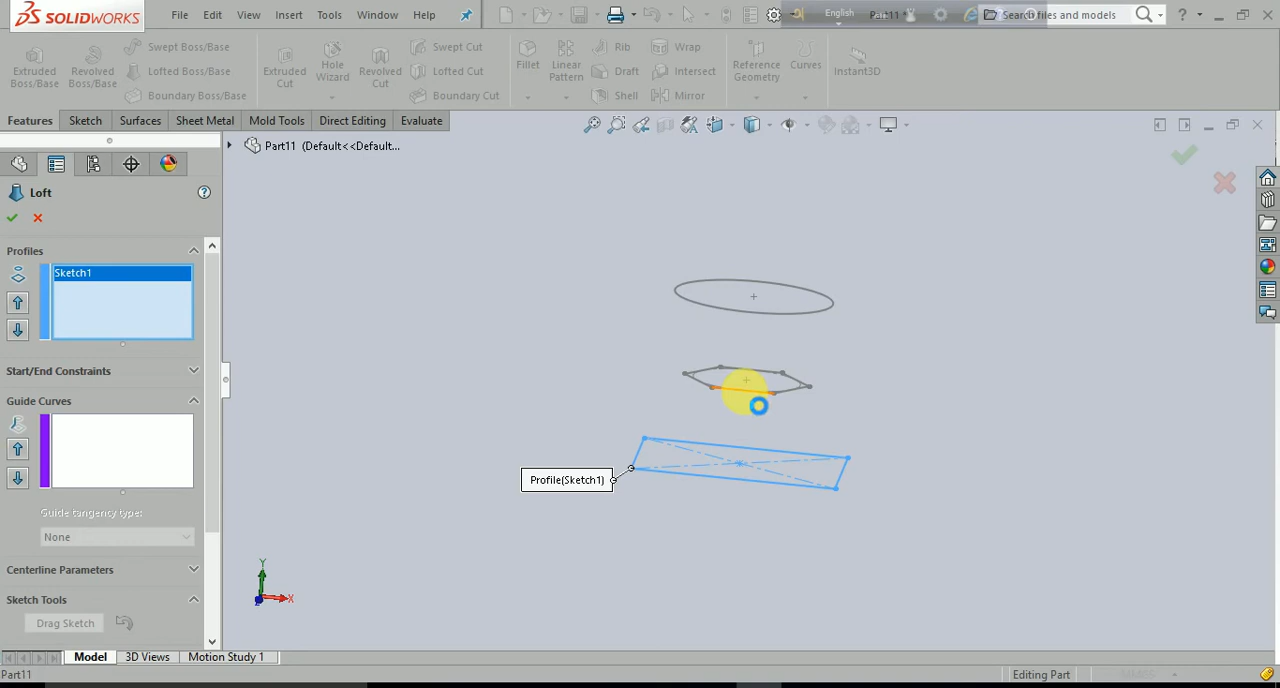 SOLIDWORKS File Edit View Insert Tools Window Help English Part11 * Search files and models ?
Extruded Boss/Base Revolved Boss/Base Swept Boss/Base Lofted Boss/Base Boundary Boss/Base
Extruded Cut Hole Wizard Revolved Cut Swept Cut Lofted Cut Boundary Cut
Fillet Linear Pattern Rib Draft Shell Wrap Intersect Mirror
Reference Geometry Curves Instant3D
Features Sketch Surfaces Sheet Metal Mold Tools Direct Editing Evaluate
Part11 (Default<<Default...
Loft ?
Profiles
Sketch1
Start/End Constraints
Guide Curves
Guide tangency type:
None
Centerline Parameters
Sketch Tools
Drag Sketch
Profile(Sketch1)
Y
X
Z
Model 3D Views Motion Study 1
Part11 Editing Part